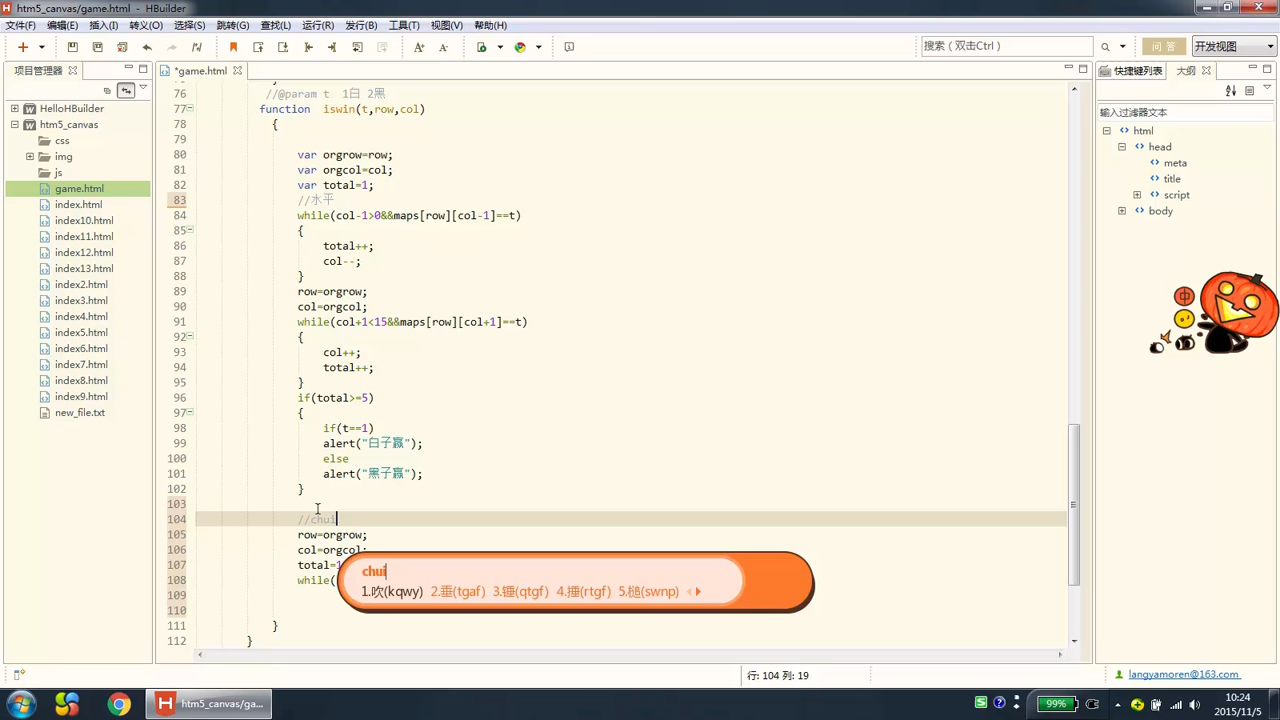 htm5_canvas/game.html - HBuilder
文件(F) 编辑(E) 插入(I) 转义(O) 选择(S) 跳转(G) 查找(L) 运行(R) 发行(B) 工具(T) 视图(V) 帮助(H)
搜索（双击Ctrl） 问 答 开发视图
项目管理器
HelloHBuilder
htm5_canvas
css
img
js
game.html
index.html
index10.html
index11.html
index12.html
index13.html
index2.html
index3.html
index4.html
index5.html
index6.html
index7.html
index8.html
index9.html
new_file.txt
*game.html
76 //@param t 1白 2黑
77 function iswin(t,row,col)
78 {
79
80 var orgrow=row;
81 var orgcol=col;
82 var total=1;
83 //水平
84 while(col-1>0&&maps[row][col-1]==t)
85 {
86 total++;
87 col--;
88 }
89 row=orgrow;
90 col=orgcol;
91 while(col+1<15&&maps[row][col+1]==t)
92 {
93 col++;
94 total++;
95 }
96 if(total>=5)
97 {
98 if(t==1)
99 alert("白子赢");
100 else
101 alert("黑子赢");
102 }
103
104 //chui
105 row=orgrow;
106 col=orgcol;
107 total=1
108 while(
109
110
111 }
112 }
chui
1.吹(kqwy) 2.垂(tgaf) 3.锤(qtgf) 4.捶(rtgf) 5.槌(swnp)
快捷键列表 大纲
输入过滤器文本
html
head
meta
title
script
body
中
行: 104 列: 19
langyamoren@163.com
htm5_canvas/ga...
99%
10:24
2015/11/5